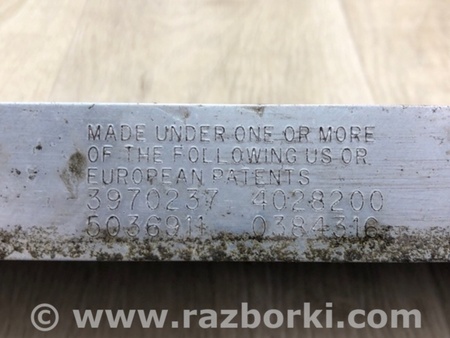 MADE UNDER ONE OR MORE
OF THE FOLLOWING US OR
EUROPEAN PATENTS
3970237 4028200
5036911 0384316
© www.razborki.com